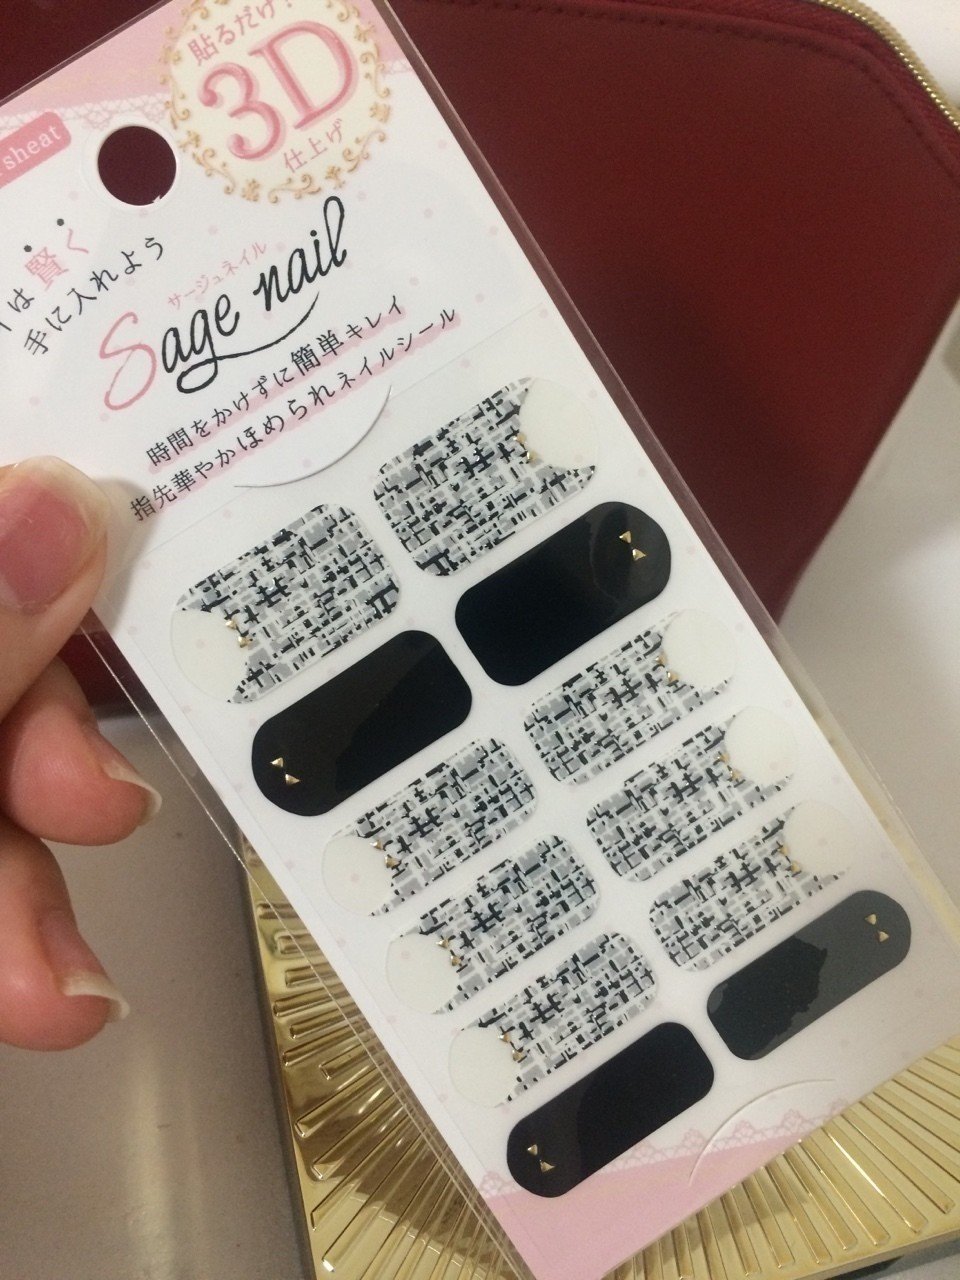 貼るだけ!
3D
仕上げ
sheat
は賢く
手に入れよう
サージュネイル
Sage nail
時間をかけずに簡単キレイ
指先華やかほめられネイルシール